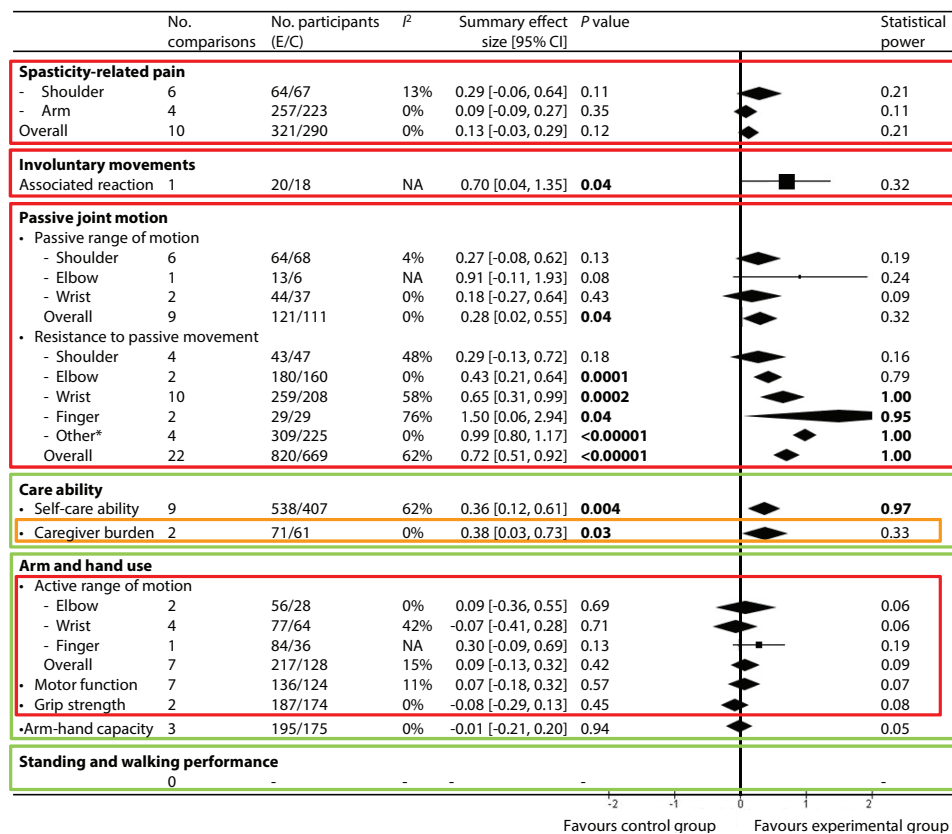 No. comparisons No. participants (E/C) I² Summary effect size [95% CI] P value Statistical power
Spasticity-related pain
- Shoulder 6 64/67 13% 0.29 [-0.06, 0.64] 0.11 0.21
- Arm 4 257/223 0% 0.09 [-0.09, 0.27] 0.35 0.11
Overall 10 321/290 0% 0.13 [-0.03, 0.29] 0.12 0.21
Involuntary movements
Associated reaction 1 20/18 NA 0.70 [0.04, 1.35] 0.04 0.32
Passive joint motion
• Passive range of motion
- Shoulder 6 64/68 4% 0.27 [-0.08, 0.62] 0.13 0.19
- Elbow 1 13/6 NA 0.91 [-0.11, 1.93] 0.08 0.24
- Wrist 2 44/37 0% 0.18 [-0.27, 0.64] 0.43 0.09
Overall 9 121/111 0% 0.28 [0.02, 0.55] 0.04 0.32
• Resistance to passive movement
- Shoulder 4 43/47 48% 0.29 [-0.13, 0.72] 0.18 0.16
- Elbow 2 180/160 0% 0.43 [0.21, 0.64] 0.0001 0.79
- Wrist 10 259/208 58% 0.65 [0.31, 0.99] 0.0002 1.00
- Finger 2 29/29 76% 1.50 [0.06, 2.94] 0.04 0.95
- Other* 4 309/225 0% 0.99 [0.80, 1.17] <0.00001 1.00
Overall 22 820/669 62% 0.72 [0.51, 0.92] <0.00001 1.00
Care ability
• Self-care ability 9 538/407 62% 0.36 [0.12, 0.61] 0.004 0.97
• Caregiver burden 2 71/61 0% 0.38 [0.03, 0.73] 0.03 0.33
Arm and hand use
• Active range of motion
- Elbow 2 56/28 0% 0.09 [-0.36, 0.55] 0.69 0.06
- Wrist 4 77/64 42% -0.07 [-0.41, 0.28] 0.71 0.06
- Finger 1 84/36 NA 0.30 [-0.09, 0.69] 0.13 0.19
Overall 7 217/128 15% 0.09 [-0.13, 0.32] 0.42 0.09
• Motor function 7 136/124 11% 0.07 [-0.18, 0.32] 0.57 0.07
• Grip strength 2 187/174 0% -0.08 [-0.29, 0.13] 0.45 0.08
•Arm-hand capacity 3 195/175 0% -0.01 [-0.21, 0.20] 0.94 0.05
Standing and walking performance
0 - - - - -
-2 -1 0 1 2
Favours control group Favours experimental group